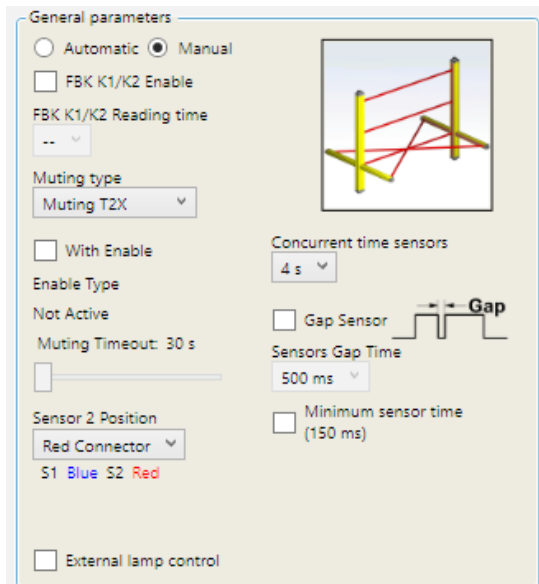 General parameters
Automatic Manual
FBK K1/K2 Enable
FBK K1/K2 Reading time
--
Muting type
Muting T2X
With Enable
Enable Type
Not Active
Muting Timeout: 30 s
Sensor 2 Position
Red Connector
S1 Blue S2 Red
External lamp control
Concurrent time sensors
4 s
Gap Sensor
Gap
Sensors Gap Time
500 ms
Minimum sensor time
(150 ms)